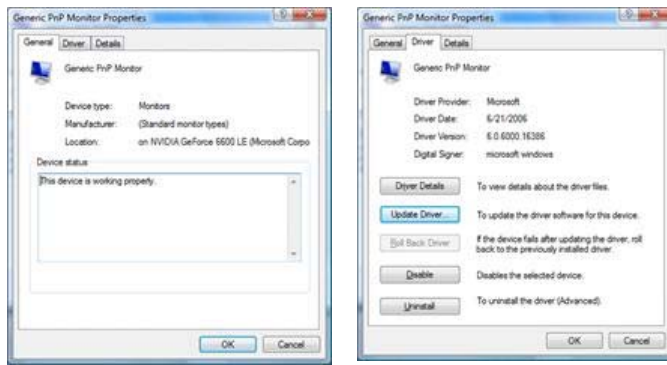 Generic PnP Monitor Properties
General Driver Details
Generic PnP Monitor
Device type: Monitors
Manufacturer: (Standard monitor types)
Location: on NVIDIA GeForce 6600 LE (Microsoft Corpo
Device status
This device is working properly.
OK Cancel
Generic PnP Monitor Properties
General Driver Details
Generic PnP Monitor
Driver Provider: Microsoft
Driver Date: 6/21/2006
Driver Version: 6.0.6000.16386
Digital Signer: microsoft windows
Driver Details To view details about the driver files.
Update Driver... To update the driver software for this device.
Roll Back Driver If the device fails after updating the driver, roll
back to the previously installed driver.
Disable Disables the selected device.
Uninstall To uninstall the driver (Advanced).
OK Cancel